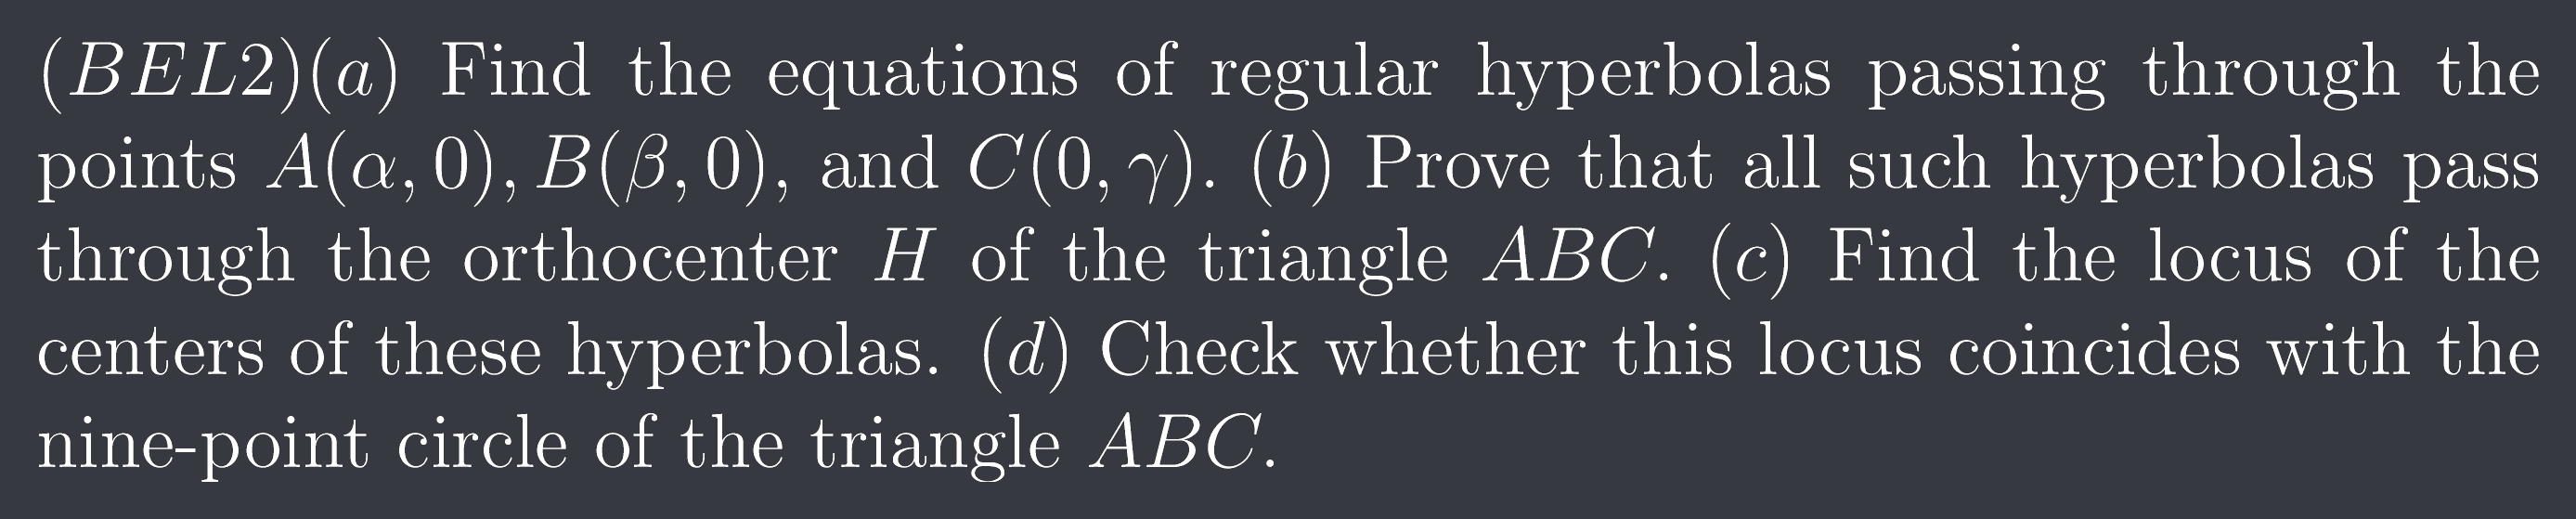 (BEL2)(a) Find the equations of regular hyperbolas passing through the
points A(α, 0), B(β, 0), and C(0, γ). (b) Prove that all such hyperbolas pass
through the orthocenter H of the triangle ABC. (c) Find the locus of the
centers of these hyperbolas. (d) Check whether this locus coincides with the
nine-point circle of the triangle ABC.